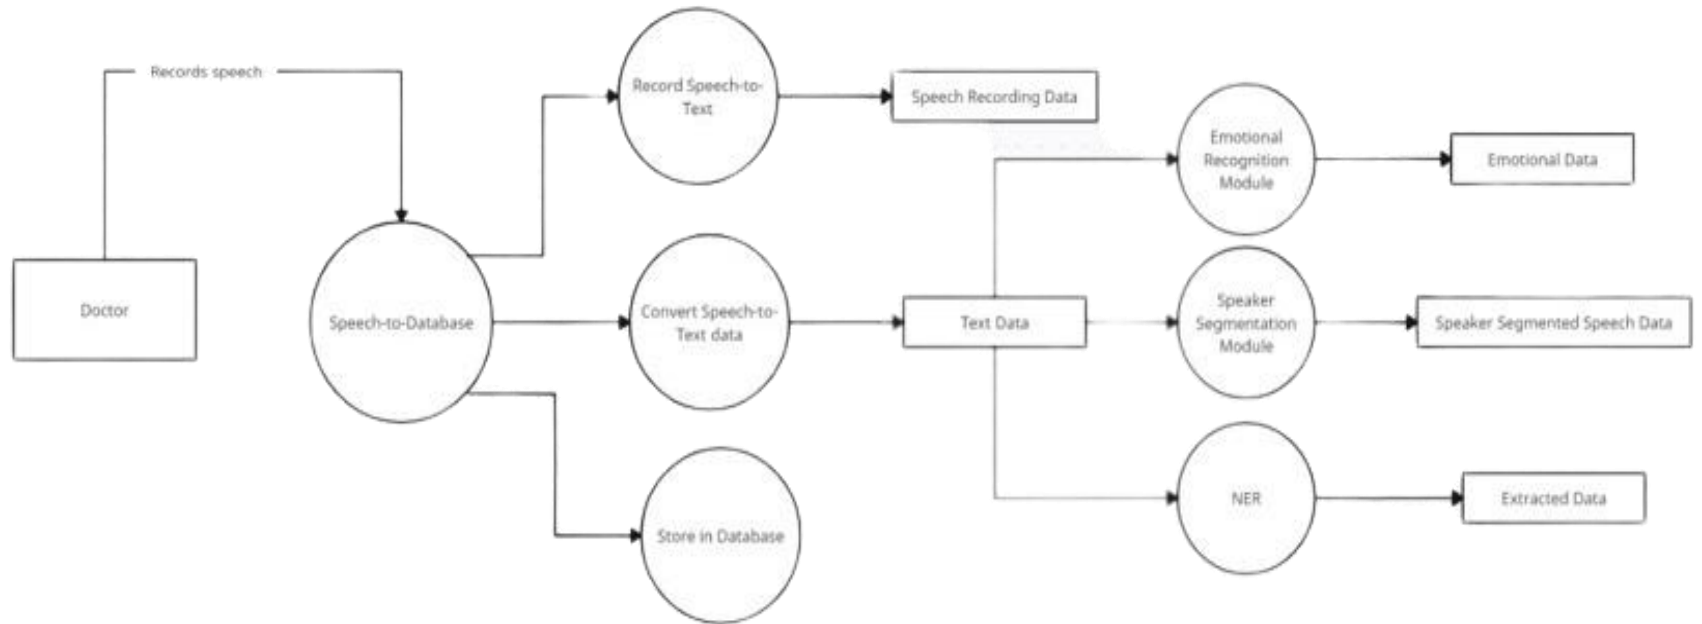 Records speech
Doctor
Speech-to-Database
Record Speech-to-
Text
Speech Recording Data
Convert Speech-to-
Text data
Text Data
Store in Database
Emotional
Recognition
Module
Emotional Data
Speaker
Segmentation
Module
Speaker Segmented Speech Data
NER
Extracted Data